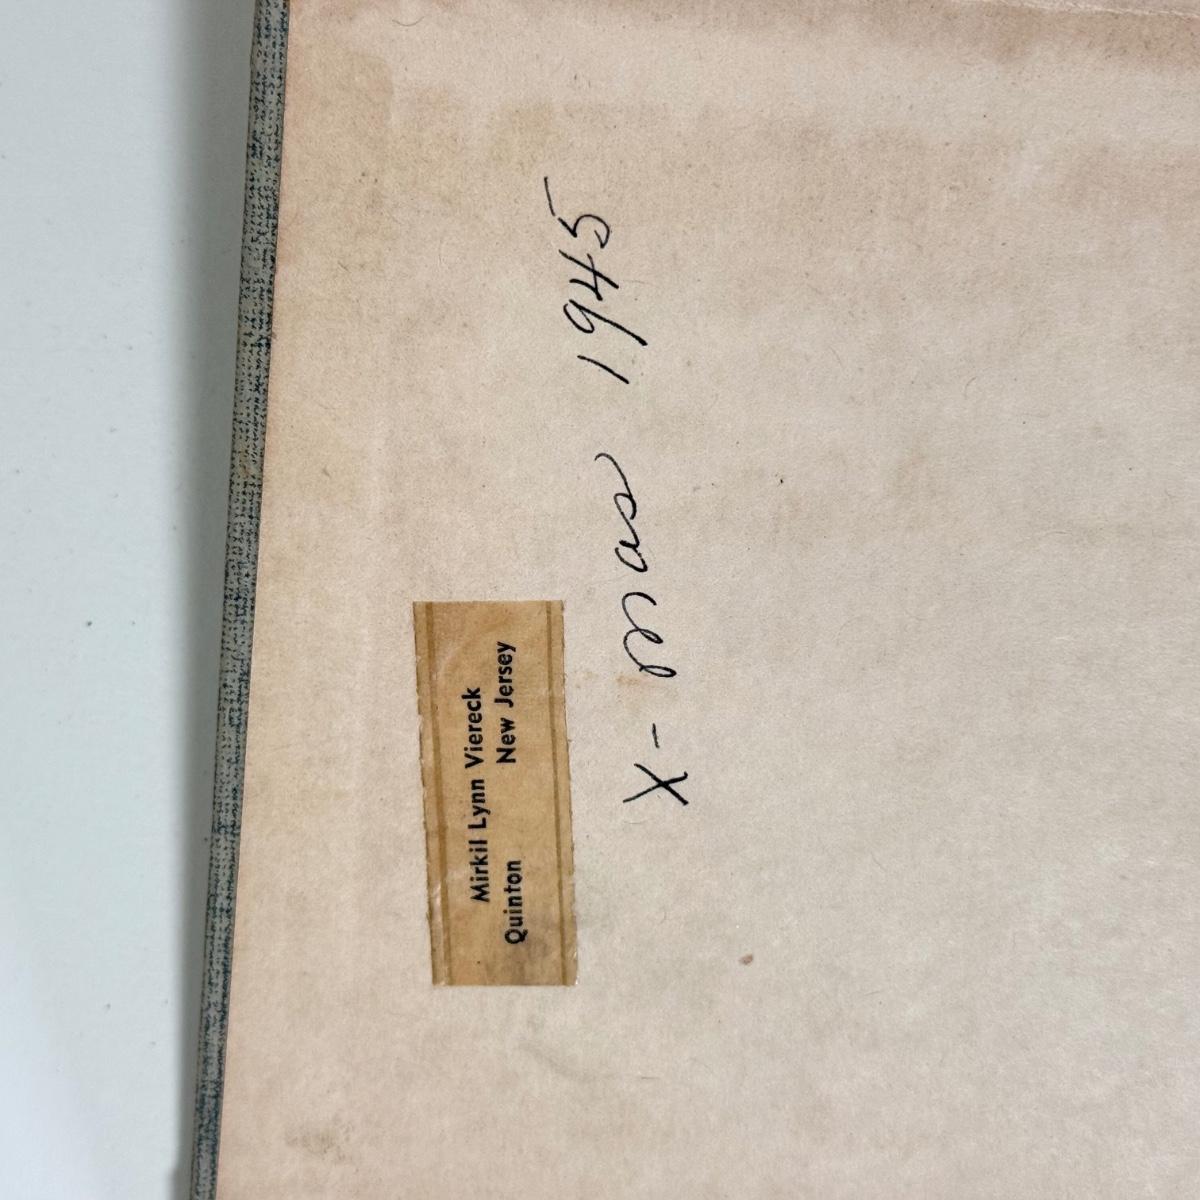 Mirkil Lynn Viereck
Quinton New Jersey
X-mas 1945